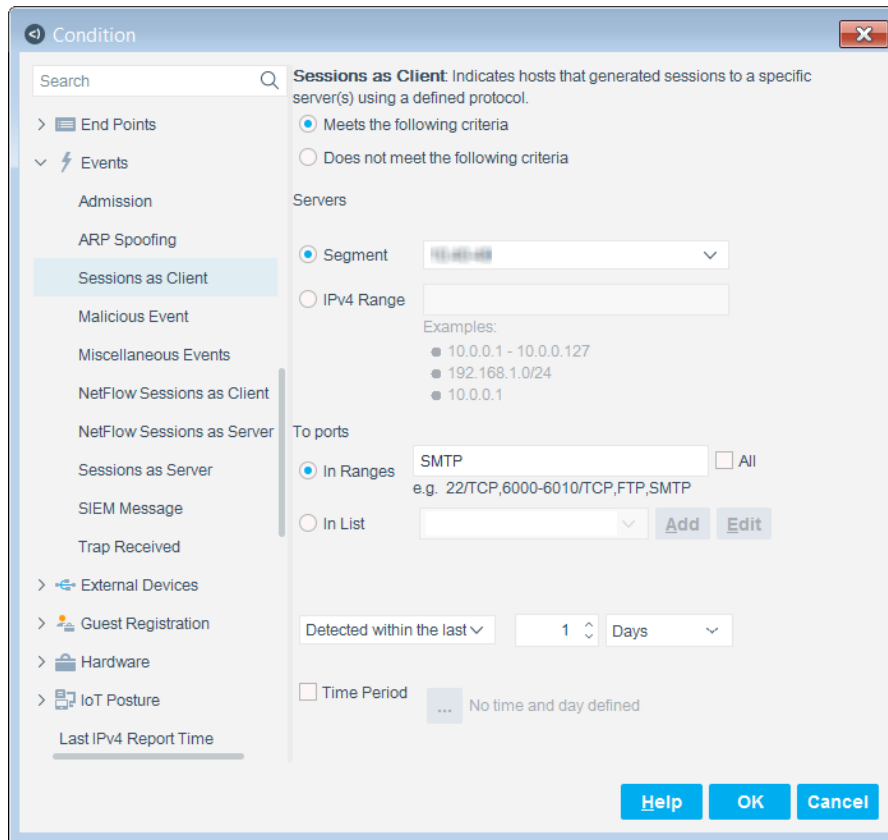 Condition
Search
End Points
Events
Admission
ARP Spoofing
Sessions as Client
Malicious Event
Miscellaneous Events
NetFlow Sessions as Client
NetFlow Sessions as Server
Sessions as Server
SIEM Message
Trap Received
External Devices
Guest Registration
Hardware
IoT Posture
Last IPv4 Report Time
Sessions as Client: Indicates hosts that generated sessions to a specific
server(s) using a defined protocol.
Meets the following criteria
Does not meet the following criteria
Servers
Segment
IPv4 Range
Examples:
10.0.0.1 - 10.0.0.127
192.168.1.0/24
10.0.0.1
To ports
In Ranges SMTP All
e.g. 22/TCP,6000-6010/TCP,FTP,SMTP
In List Add Edit
Detected within the last 1 Days
Time Period ... No time and day defined
Help OK Cancel